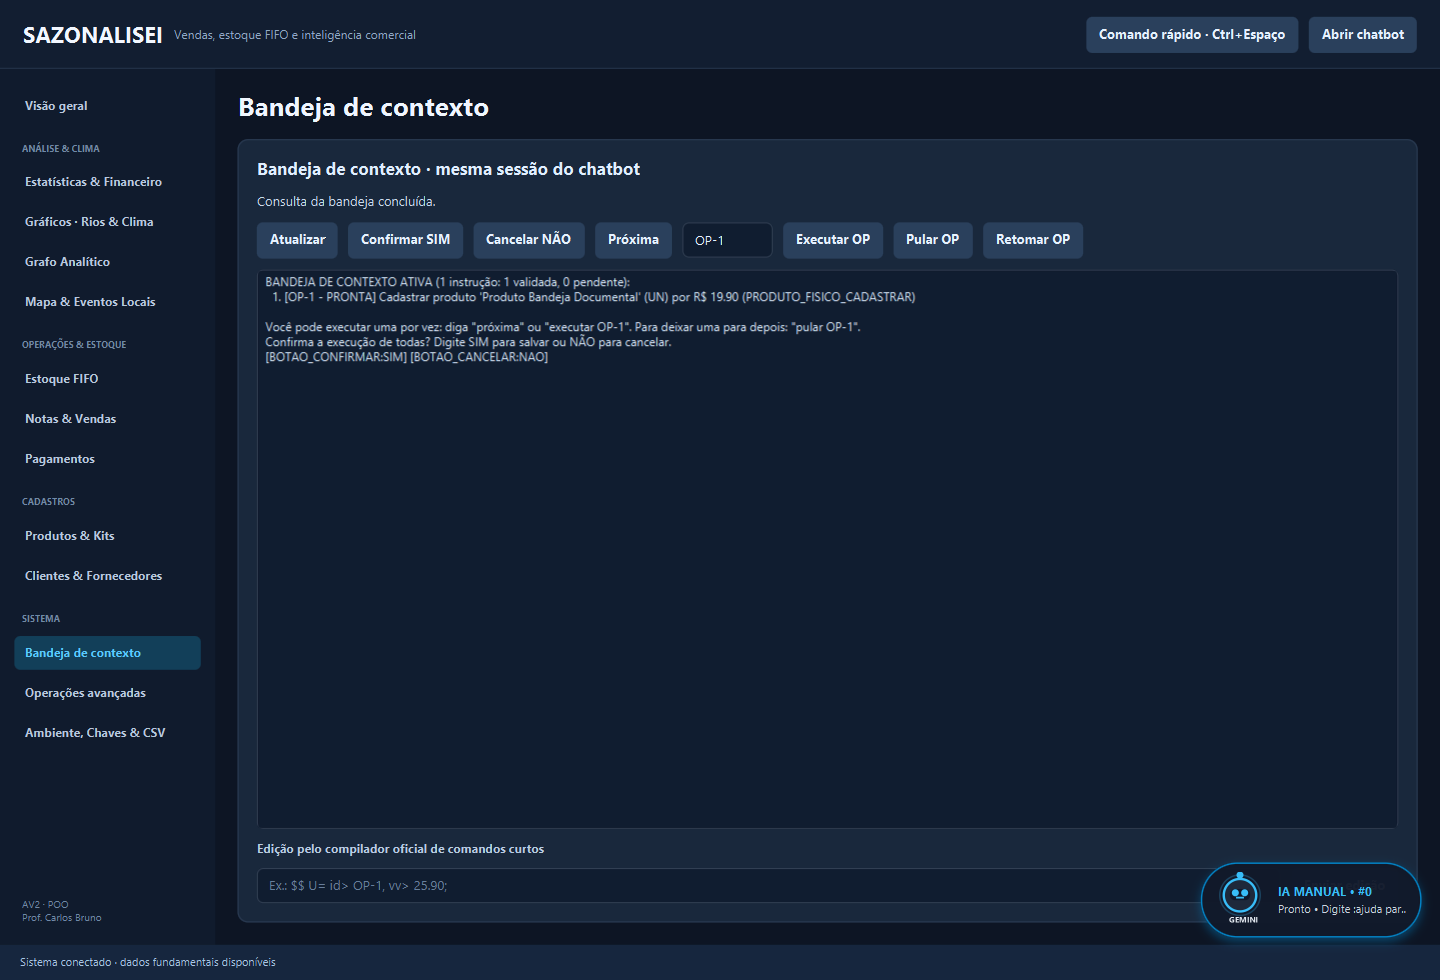 SAZONALISEI
Vendas, estoque FIFO e inteligência comercial
Comando rápido · Ctrl+Espaço
Abrir chatbot
Visão geral
ANÁLISE & CLIMA
Estatísticas & Financeiro
Gráficos · Rios & Clima
Grafo Analítico
Mapa & Eventos Locais
OPERAÇÕES & ESTOQUE
Estoque FIFO
Notas & Vendas
Pagamentos
CADASTROS
Produtos & Kits
Clientes & Fornecedores
SISTEMA
Bandeja de contexto
Operações avançadas
Ambiente, Chaves & CSV
AV2 · POO
Prof. Carlos Bruno
Bandeja de contexto
Bandeja de contexto · mesma sessão do chatbot
Consulta da bandeja concluída.
Atualizar
Confirmar SIM
Cancelar NÃO
Próxima
OP-1
Executar OP
Pular OP
Retomar OP
BANDEJA DE CONTEXTO ATIVA (1 instrução: 1 validada, 0 pendente):
1. [OP-1 - PRONTA] Cadastrar produto 'Produto Bandeja Documental' (UN) por R$ 19.90 (PRODUTO_FISICO_CADASTRAR)
Você pode executar uma por vez: diga "próxima" ou "executar OP-1". Para deixar uma para depois: "pular OP-1".
Confirma a execução de todas? Digite SIM para salvar ou NÃO para cancelar.
[BOTAO_CONFIRMAR:SIM] [BOTAO_CANCELAR:NAO]
Edição pelo compilador oficial de comandos curtos
Ex.: $$ U= id> OP-1, vv> 25.90;
GEMINI
IA MANUAL • #0
Pronto • Digite :ajuda par..
Sistema conectado · dados fundamentais disponíveis